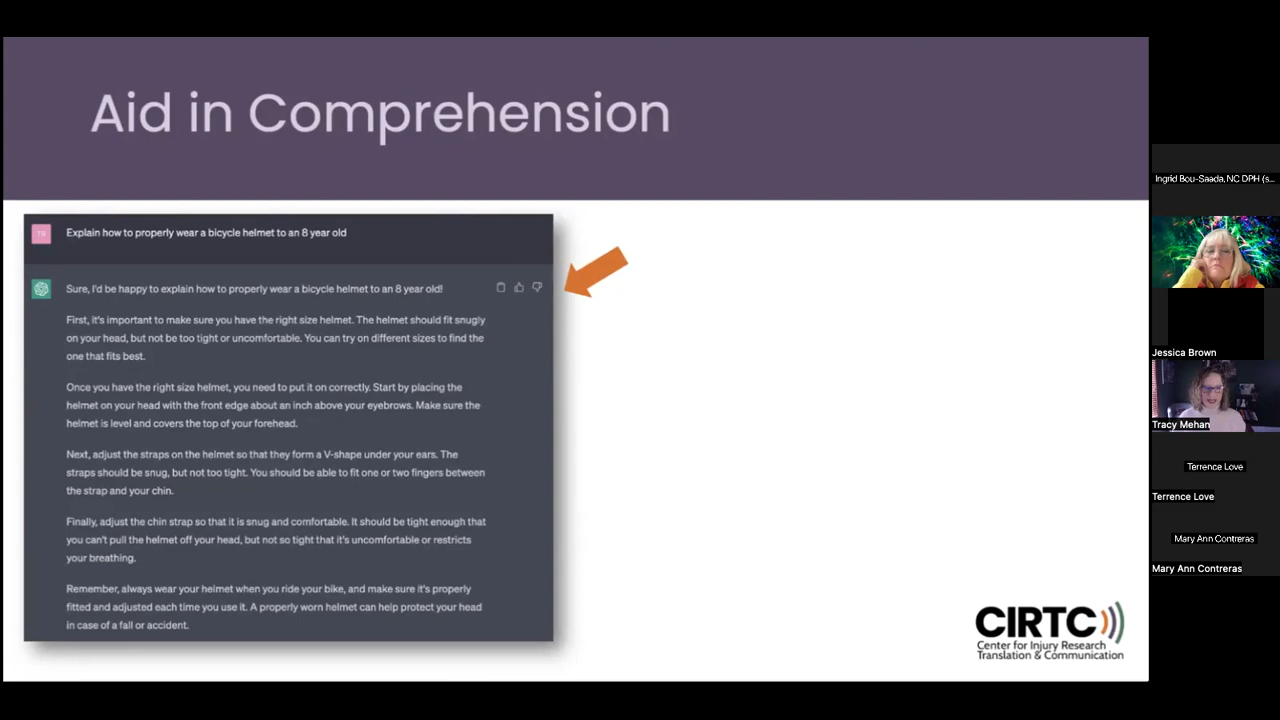 Aid in Comprehension
TR
Explain how to properly wear a bicycle helmet to an 8 year old
Sure, I'd be happy to explain how to properly wear a bicycle helmet to an 8 year old!
First, it's important to make sure you have the right size helmet. The helmet should fit snugly
on your head, but not be too tight or uncomfortable. You can try on different sizes to find the
one that fits best.
Once you have the right size helmet, you need to put it on correctly. Start by placing the
helmet on your head with the front edge about an inch above your eyebrows. Make sure the
helmet is level and covers the top of your forehead.
Next, adjust the straps on the helmet so that they form a V-shape under your ears. The
straps should be snug, but not too tight. You should be able to fit one or two fingers between
the strap and your chin.
Finally, adjust the chin strap so that it is snug and comfortable. It should be tight enough that
you can't pull the helmet off your head, but not so tight that it's uncomfortable or restricts
your breathing.
Remember, always wear your helmet when you ride your bike, and make sure it's properly
fitted and adjusted each time you use it. A properly worn helmet can help protect your head
in case of a fall or accident.
CIRTC
Center for Injury Research
Translation & Communication
Ingrid Bou-Saada, NC DPH (s...
Jessica Brown
Tracy Mehan
Terrence Love
Terrence Love
Mary Ann Contreras
Mary Ann Contreras